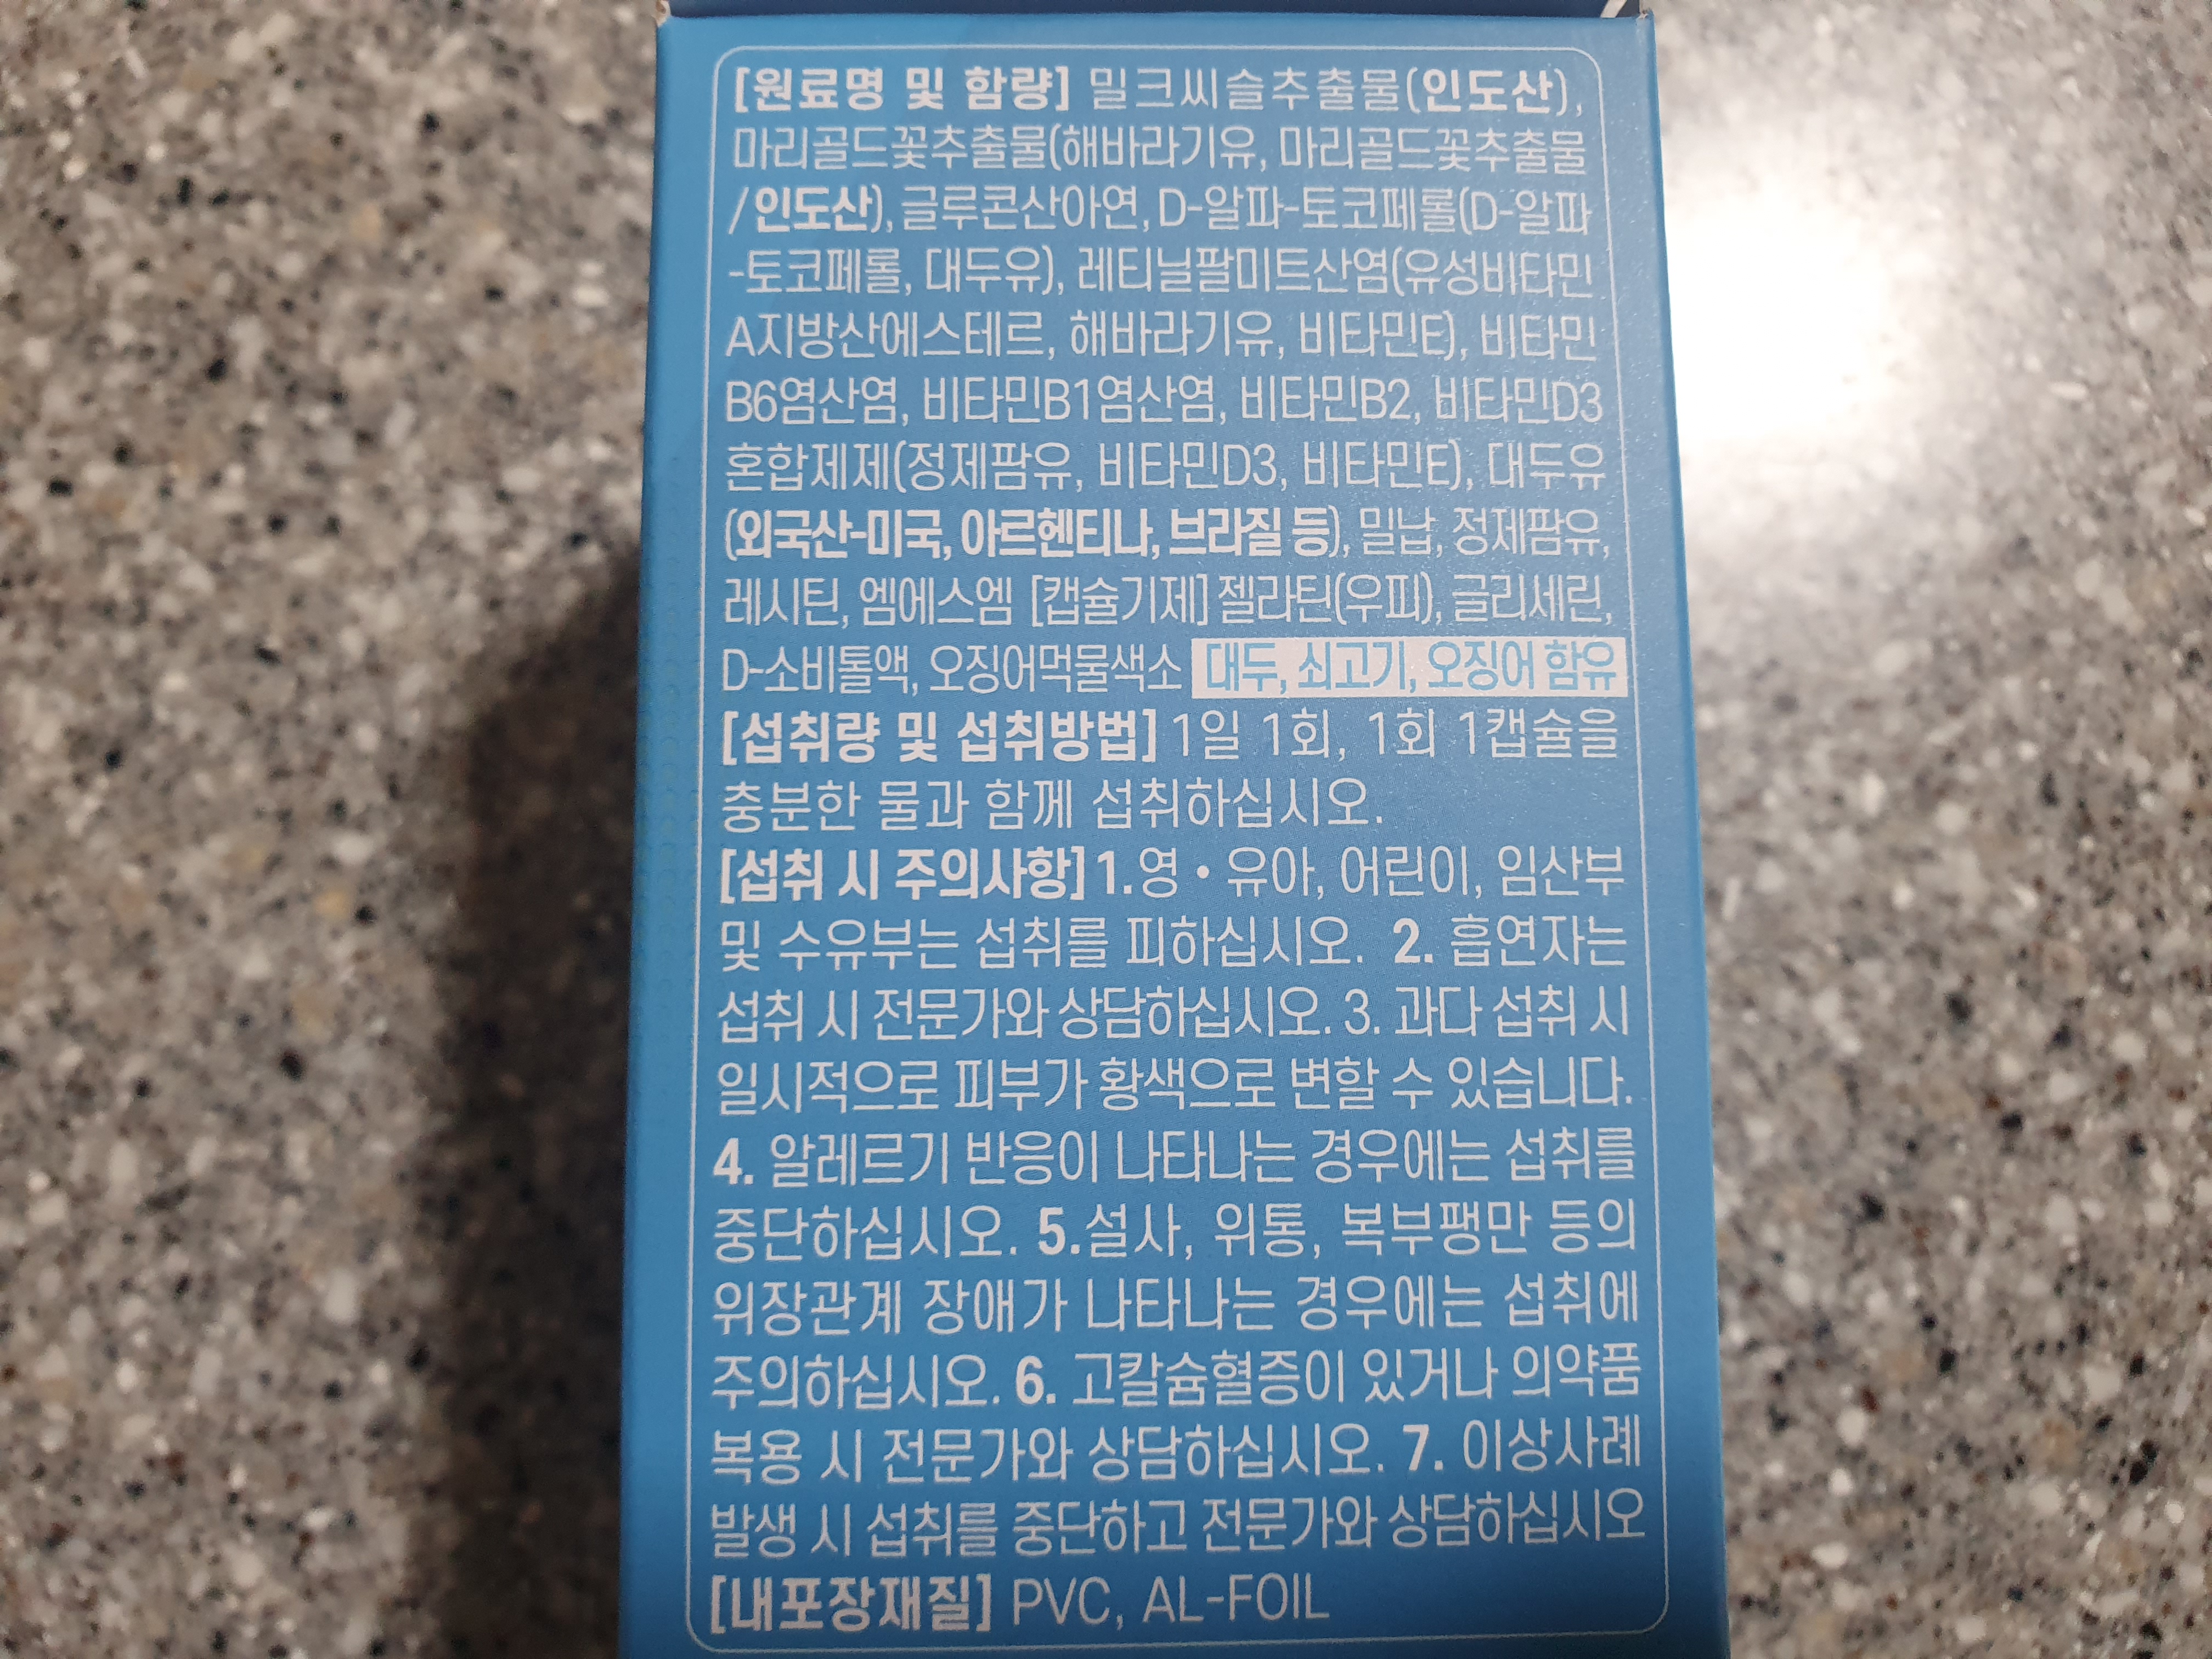 [원료명 및 함량] 밀크씨슬추출물(인도산),
마리골드꽃추출물(해바라기유, 마리골드꽃추출물
/인도산), 글루콘산아연, D-알파-토코페롤(D-알파
-토코페롤, 대두유), 레티닐팔미트산염(유성비타민
A지방산에스테르, 해바라기유, 비타민E), 비타민
B6염산염, 비타민B1염산염, 비타민B2, 비타민D3
혼합제제(정제팜유, 비타민D3, 비타민E), 대두유
(외국산-미국, 아르헨티나, 브라질 등), 밀납, 정제팜유,
레시틴, 엠에스엠 [캡슐기제] 젤라틴(우피), 글리세린,
D-소비톨액, 오징어먹물색소 대두, 쇠고기, 오징어 함유
[섭취량 및 섭취방법] 1일 1회, 1회 1캡슐을
충분한 물과 함께 섭취하십시오.
[섭취 시 주의사항] 1.영•유아, 어린이, 임산부
및 수유부는 섭취를 피하십시오. 2. 흡연자는
섭취 시 전문가와 상담하십시오. 3. 과다 섭취 시
일시적으로 피부가 황색으로 변할 수 있습니다.
4. 알레르기 반응이 나타나는 경우에는 섭취를
중단하십시오. 5.설사, 위통, 복부팽만 등의
위장관계 장애가 나타나는 경우에는 섭취에
주의하십시오. 6. 고칼슘혈증이 있거나 의약품
복용 시 전문가와 상담하십시오. 7. 이상사례
발생 시 섭취를 중단하고 전문가와 상담하십시오
[내포장재질] PVC, AL-FOIL